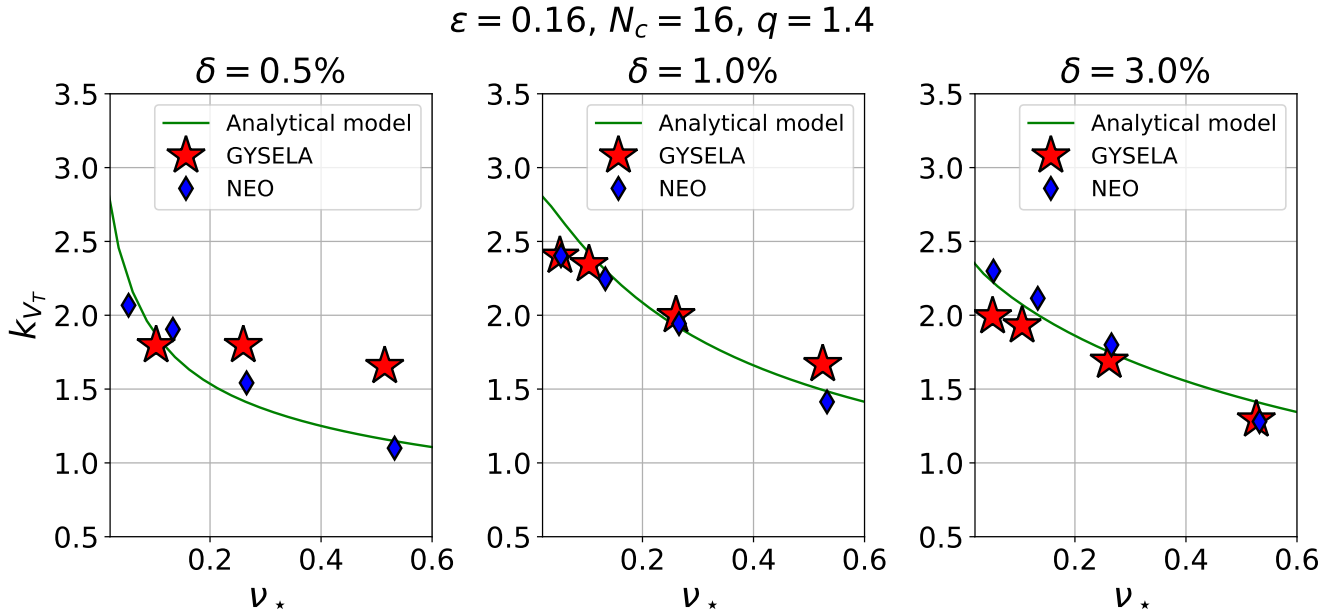 ε = 0.16, N_c = 16, q = 1.4
δ = 0.5%
3.5
3.0
2.5
2.0
1.5
1.0
0.5
k_{V_T}
Analytical model
GYSELA
NEO
0.2
0.4
0.6
ν⋆
δ = 1.0%
3.5
3.0
2.5
2.0
1.5
1.0
0.5
Analytical model
GYSELA
NEO
0.2
0.4
0.6
ν⋆
δ = 3.0%
3.5
3.0
2.5
2.0
1.5
1.0
0.5
Analytical model
GYSELA
NEO
0.2
0.4
0.6
ν⋆